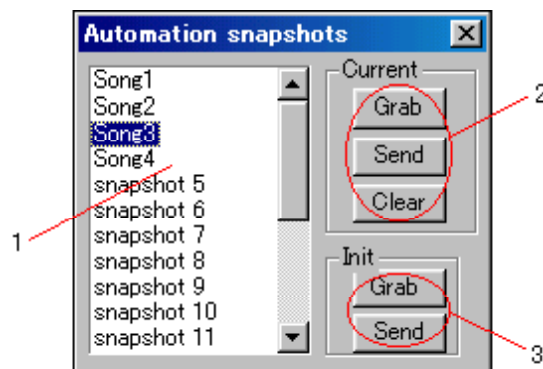 Automation snapshots
Song1
Song2
Song3
Song4
snapshot 5
snapshot 6
snapshot 7
snapshot 8
snapshot 9
snapshot 10
snapshot 11
Current
Grab
Send
Clear
Init
Grab
Send
1
2
3